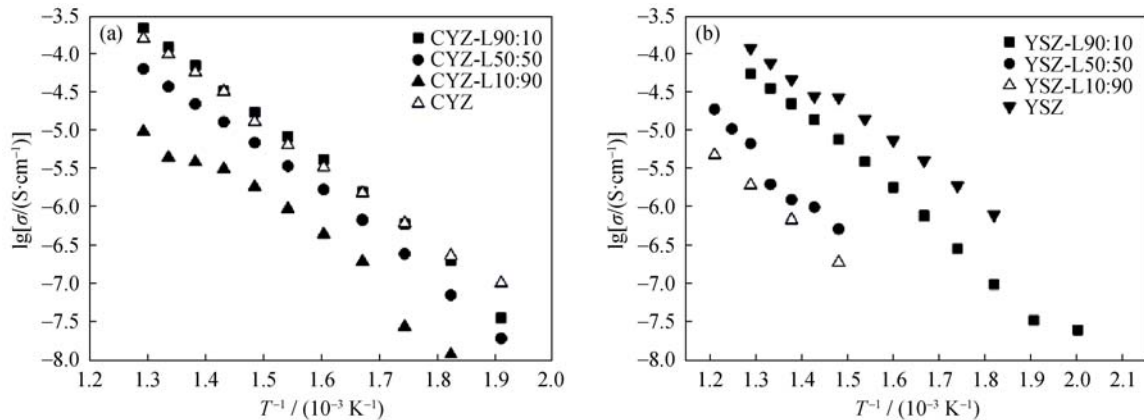 (a)
CYZ-L90:10
CYZ-L50:50
CYZ-L10:90
CYZ
lg[σ/(S·cm⁻¹)]
−3.5
−4.0
−4.5
−5.0
−5.5
−6.0
−6.5
−7.0
−7.5
−8.0
1.2 1.3 1.4 1.5 1.6 1.7 1.8 1.9 2.0
T⁻¹ / (10⁻³ K⁻¹)
(b)
YSZ-L90:10
YSZ-L50:50
YSZ-L10:90
YSZ
lg[σ/(S·cm⁻¹)]
−3.5
−4.0
−4.5
−5.0
−5.5
−6.0
−6.5
−7.0
−7.5
−8.0
1.2 1.3 1.4 1.5 1.6 1.7 1.8 1.9 2.0 2.1
T⁻¹ / (10⁻³ K⁻¹)